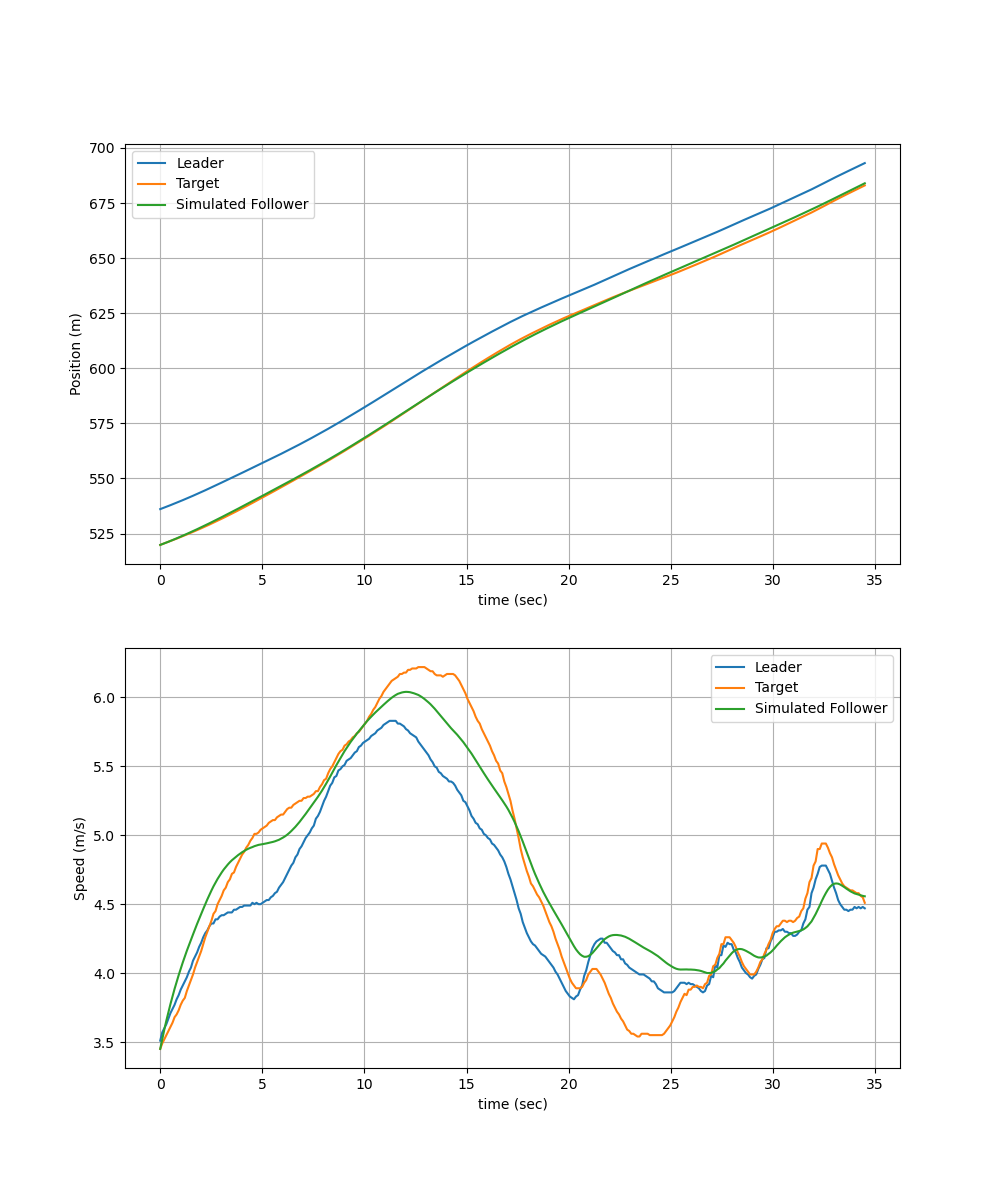 700
675
650
625
600
575
550
525
Position (m)
Leader
Target
Simulated Follower
0 5 10 15 20 25 30 35
time (sec)
6.0
5.5
5.0
4.5
4.0
3.5
Speed (m/s)
Leader
Target
Simulated Follower
0 5 10 15 20 25 30 35
time (sec)